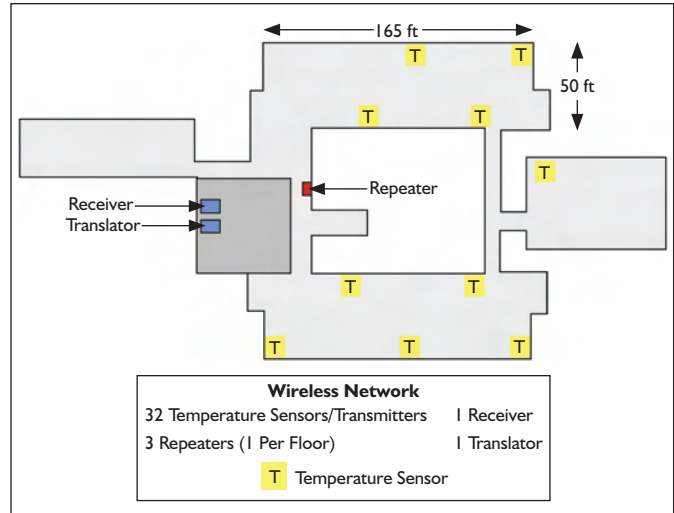 165 ft
T
T
50 ft
T
T
T
Repeater
Receiver
Translator
T
T
T
T
T
Wireless Network
32 Temperature Sensors/Transmitters 1 Receiver
3 Repeaters (1 Per Floor) 1 Translator
T Temperature Sensor